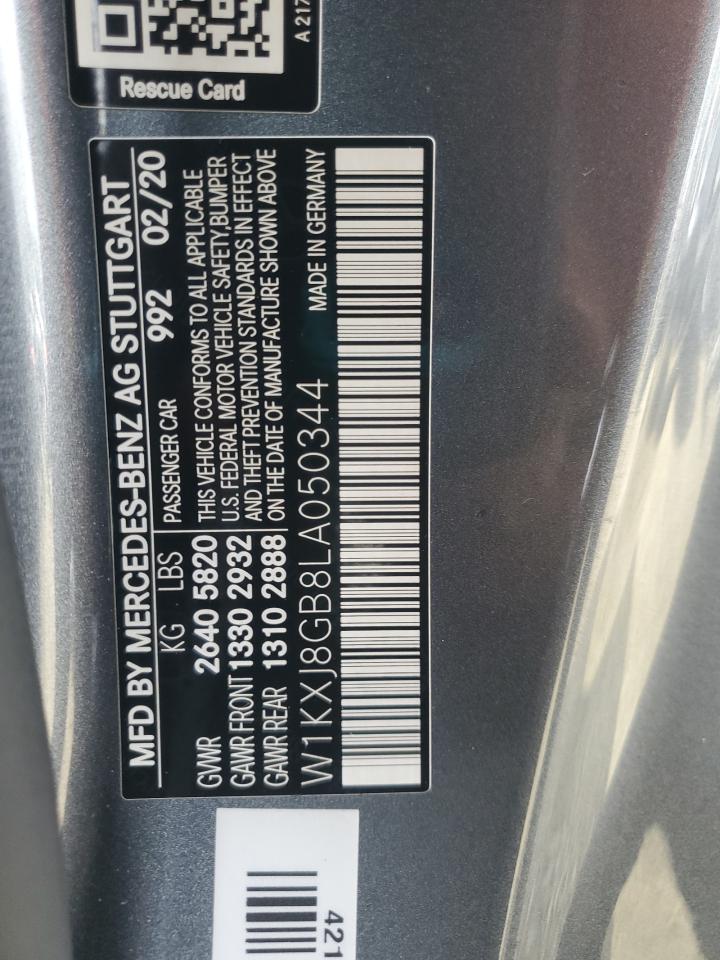 Rescue Card
A 217
MFD BY MERCEDES-BENZ AG STUTTGART
KG LBS PASSENGER CAR 992 02/20
GWR 2640 5820 THIS VEHICLE CONFORMS TO ALL APPLICABLE
U.S. FEDERAL MOTOR VEHICLE SAFETY,BUMPER
GAWR FRONT 1330 2932 AND THEFT PREVENTION STANDARDS IN EFFECT
GAWR REAR 1310 2888 ON THE DATE OF MANUFACTURE SHOWN ABOVE
W1KXJ8GB8LA050344 MADE IN GERMANY
421